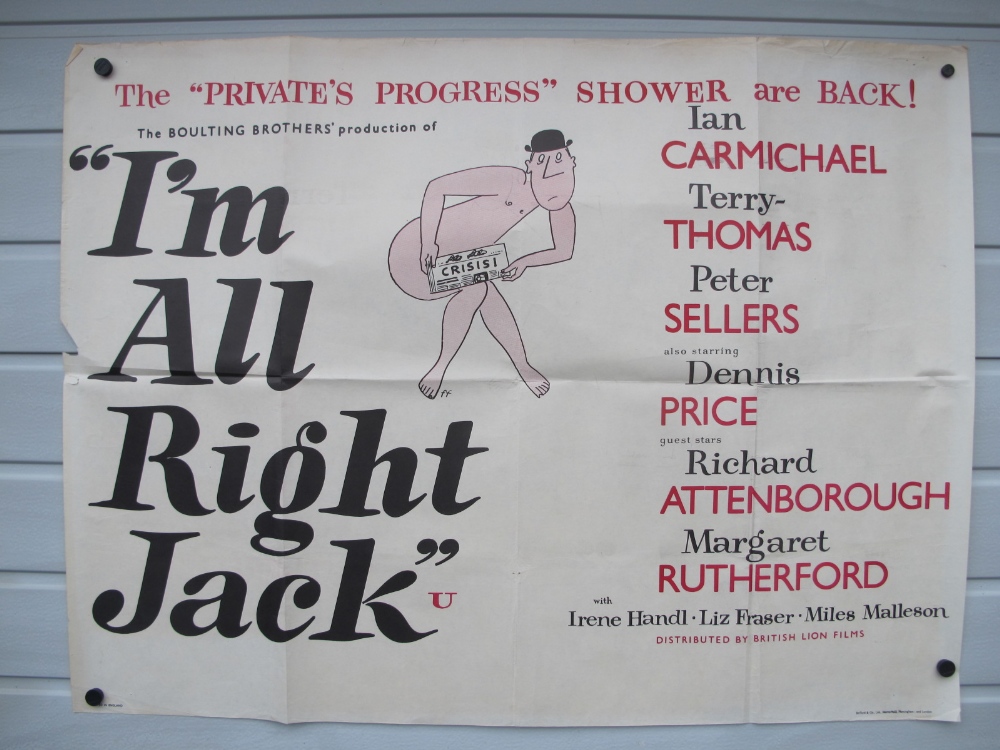 The "PRIVATE'S PROGRESS" SHOWER are BACK!
The BOULTING BROTHERS' production of
"I'm
All
Right
Jack"
U
CRISIS!
Ian
CARMICHAEL
Terry-
THOMAS
Peter
SELLERS
also starring
Dennis
PRICE
guest stars
Richard
ATTENBOROUGH
Margaret
RUTHERFORD
with
Irene Handl · Liz Fraser · Miles Malleson
DISTRIBUTED BY BRITISH LION FILMS